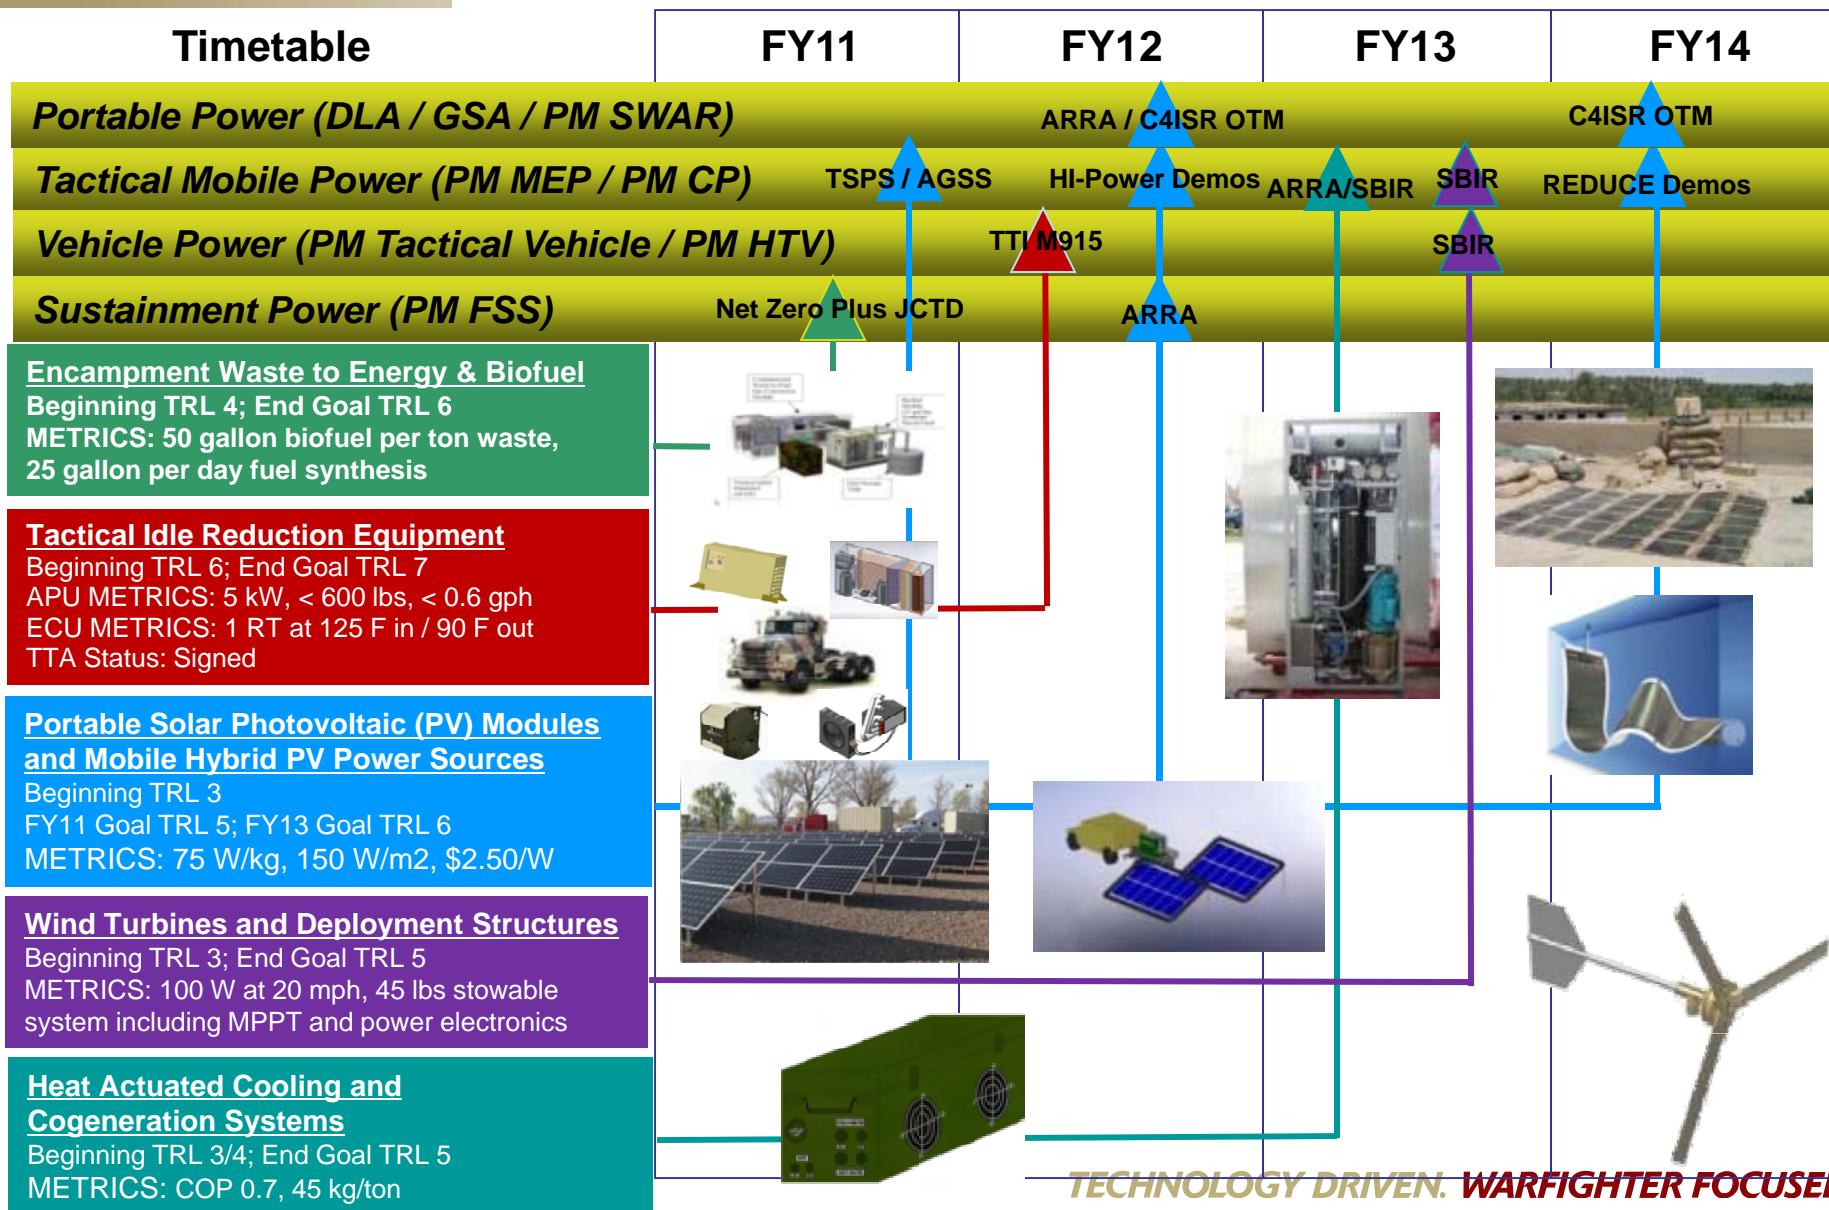 Timetable
FY11
FY12
FY13
FY14
Portable Power (DLA / GSA / PM SWAR)
ARRA / C4ISR OTM
C4ISR OTM
Tactical Mobile Power (PM MEP / PM CP)
TSPS / AGSS
HI-Power Demos
ARRA/SBIR
SBIR
REDUCE Demos
Vehicle Power (PM Tactical Vehicle / PM HTV)
TTI M915
SBIR
Sustainment Power (PM FSS)
Net Zero Plus JCTD
ARRA
Encampment Waste to Energy & Biofuel
Beginning TRL 4; End Goal TRL 6
METRICS: 50 gallon biofuel per ton waste,
25 gallon per day fuel synthesis
Tactical Idle Reduction Equipment
Beginning TRL 6; End Goal TRL 7
APU METRICS: 5 kW, < 600 lbs, < 0.6 gph
ECU METRICS: 1 RT at 125 F in / 90 F out
TTA Status: Signed
Portable Solar Photovoltaic (PV) Modules
and Mobile Hybrid PV Power Sources
Beginning TRL 3
FY11 Goal TRL 5; FY13 Goal TRL 6
METRICS: 75 W/kg, 150 W/m2, $2.50/W
Wind Turbines and Deployment Structures
Beginning TRL 3; End Goal TRL 5
METRICS: 100 W at 20 mph, 45 lbs stowable
system including MPPT and power electronics
Heat Actuated Cooling and
Cogeneration Systems
Beginning TRL 3/4; End Goal TRL 5
METRICS: COP 0.7, 45 kg/ton
TECHNOLOGY DRIVEN. WARFIGHTER FOCUSE